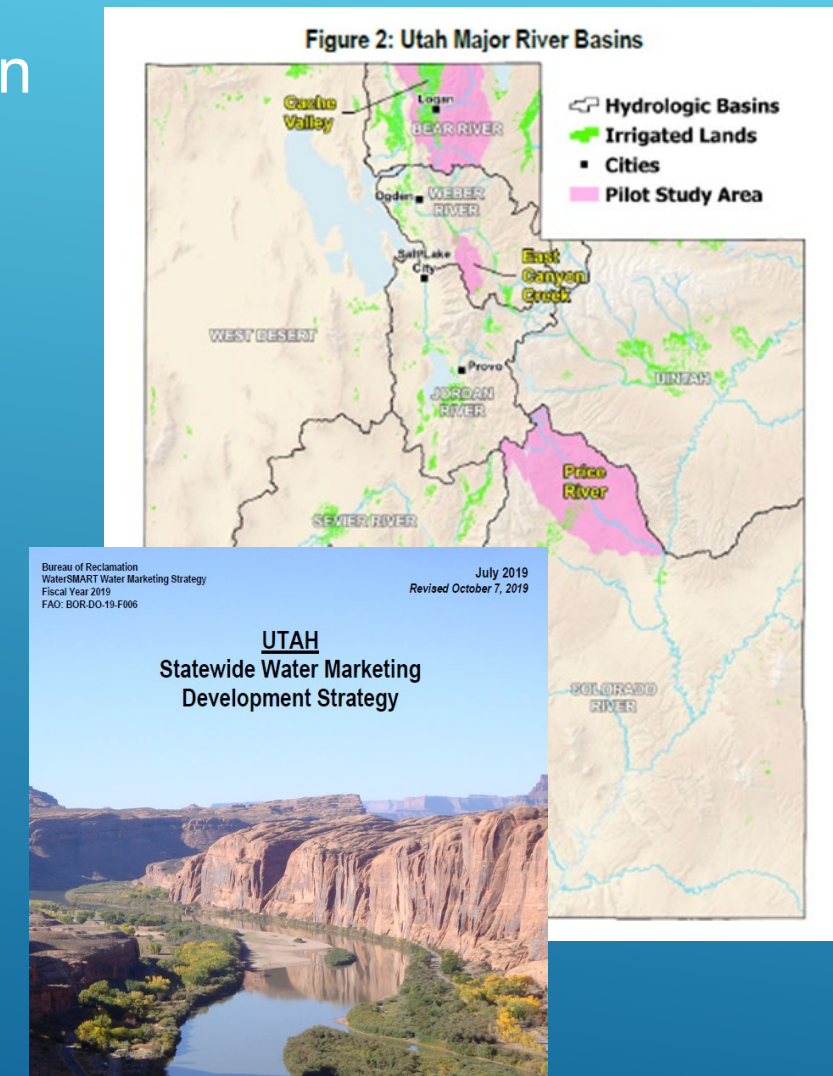 n
Figure 2: Utah Major River Basins
Hydrologic Basins
Irrigated Lands
Cities
Pilot Study Area
Cache
Valley
Logan
BEAR RIVER
Ogden
WEBER
RIVER
Salt Lake
City
East
Canyon
Creek
WEST DESERT
Provo
JORDAN
RIVER
UINTAH
Price
River
SEVIER RIVER
COLORADO
RIVER
Bureau of Reclamation
WaterSMART Water Marketing Strategy
Fiscal Year 2019
FAO: BOR-DO-19-F006
July 2019
Revised October 7, 2019
UTAH
Statewide Water Marketing
Development Strategy